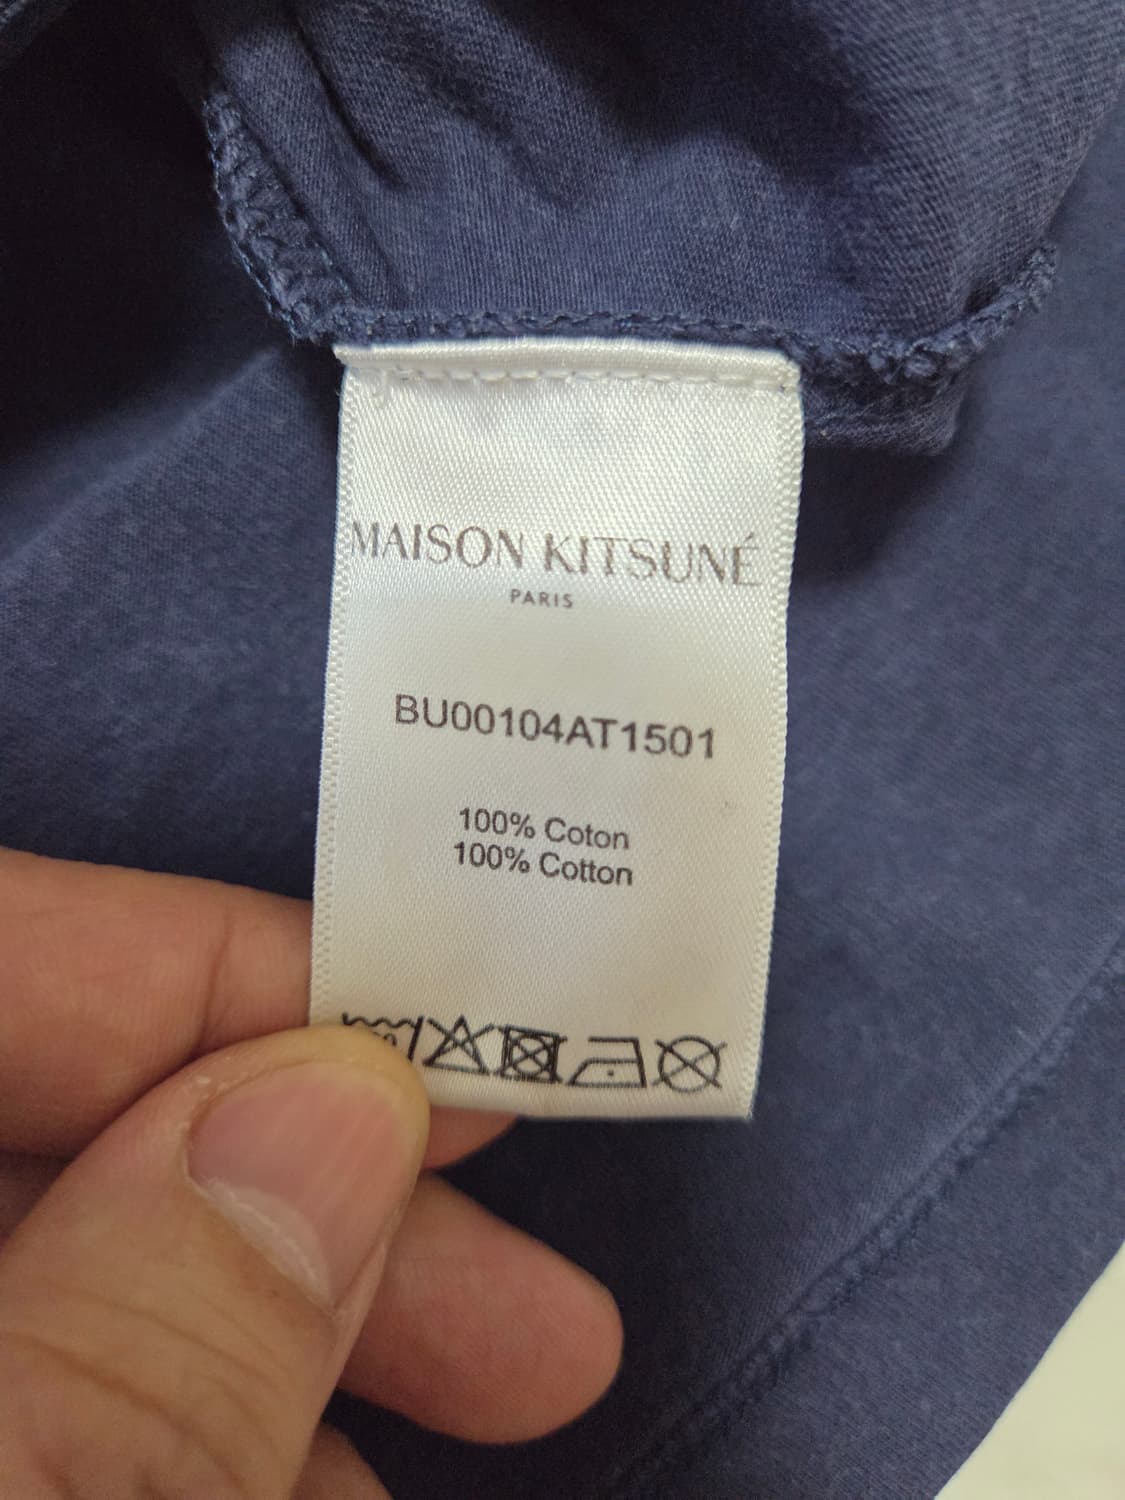 MAISON KITSUNÉ
PARIS
BU00104AT1501
100% Coton
100% Cotton